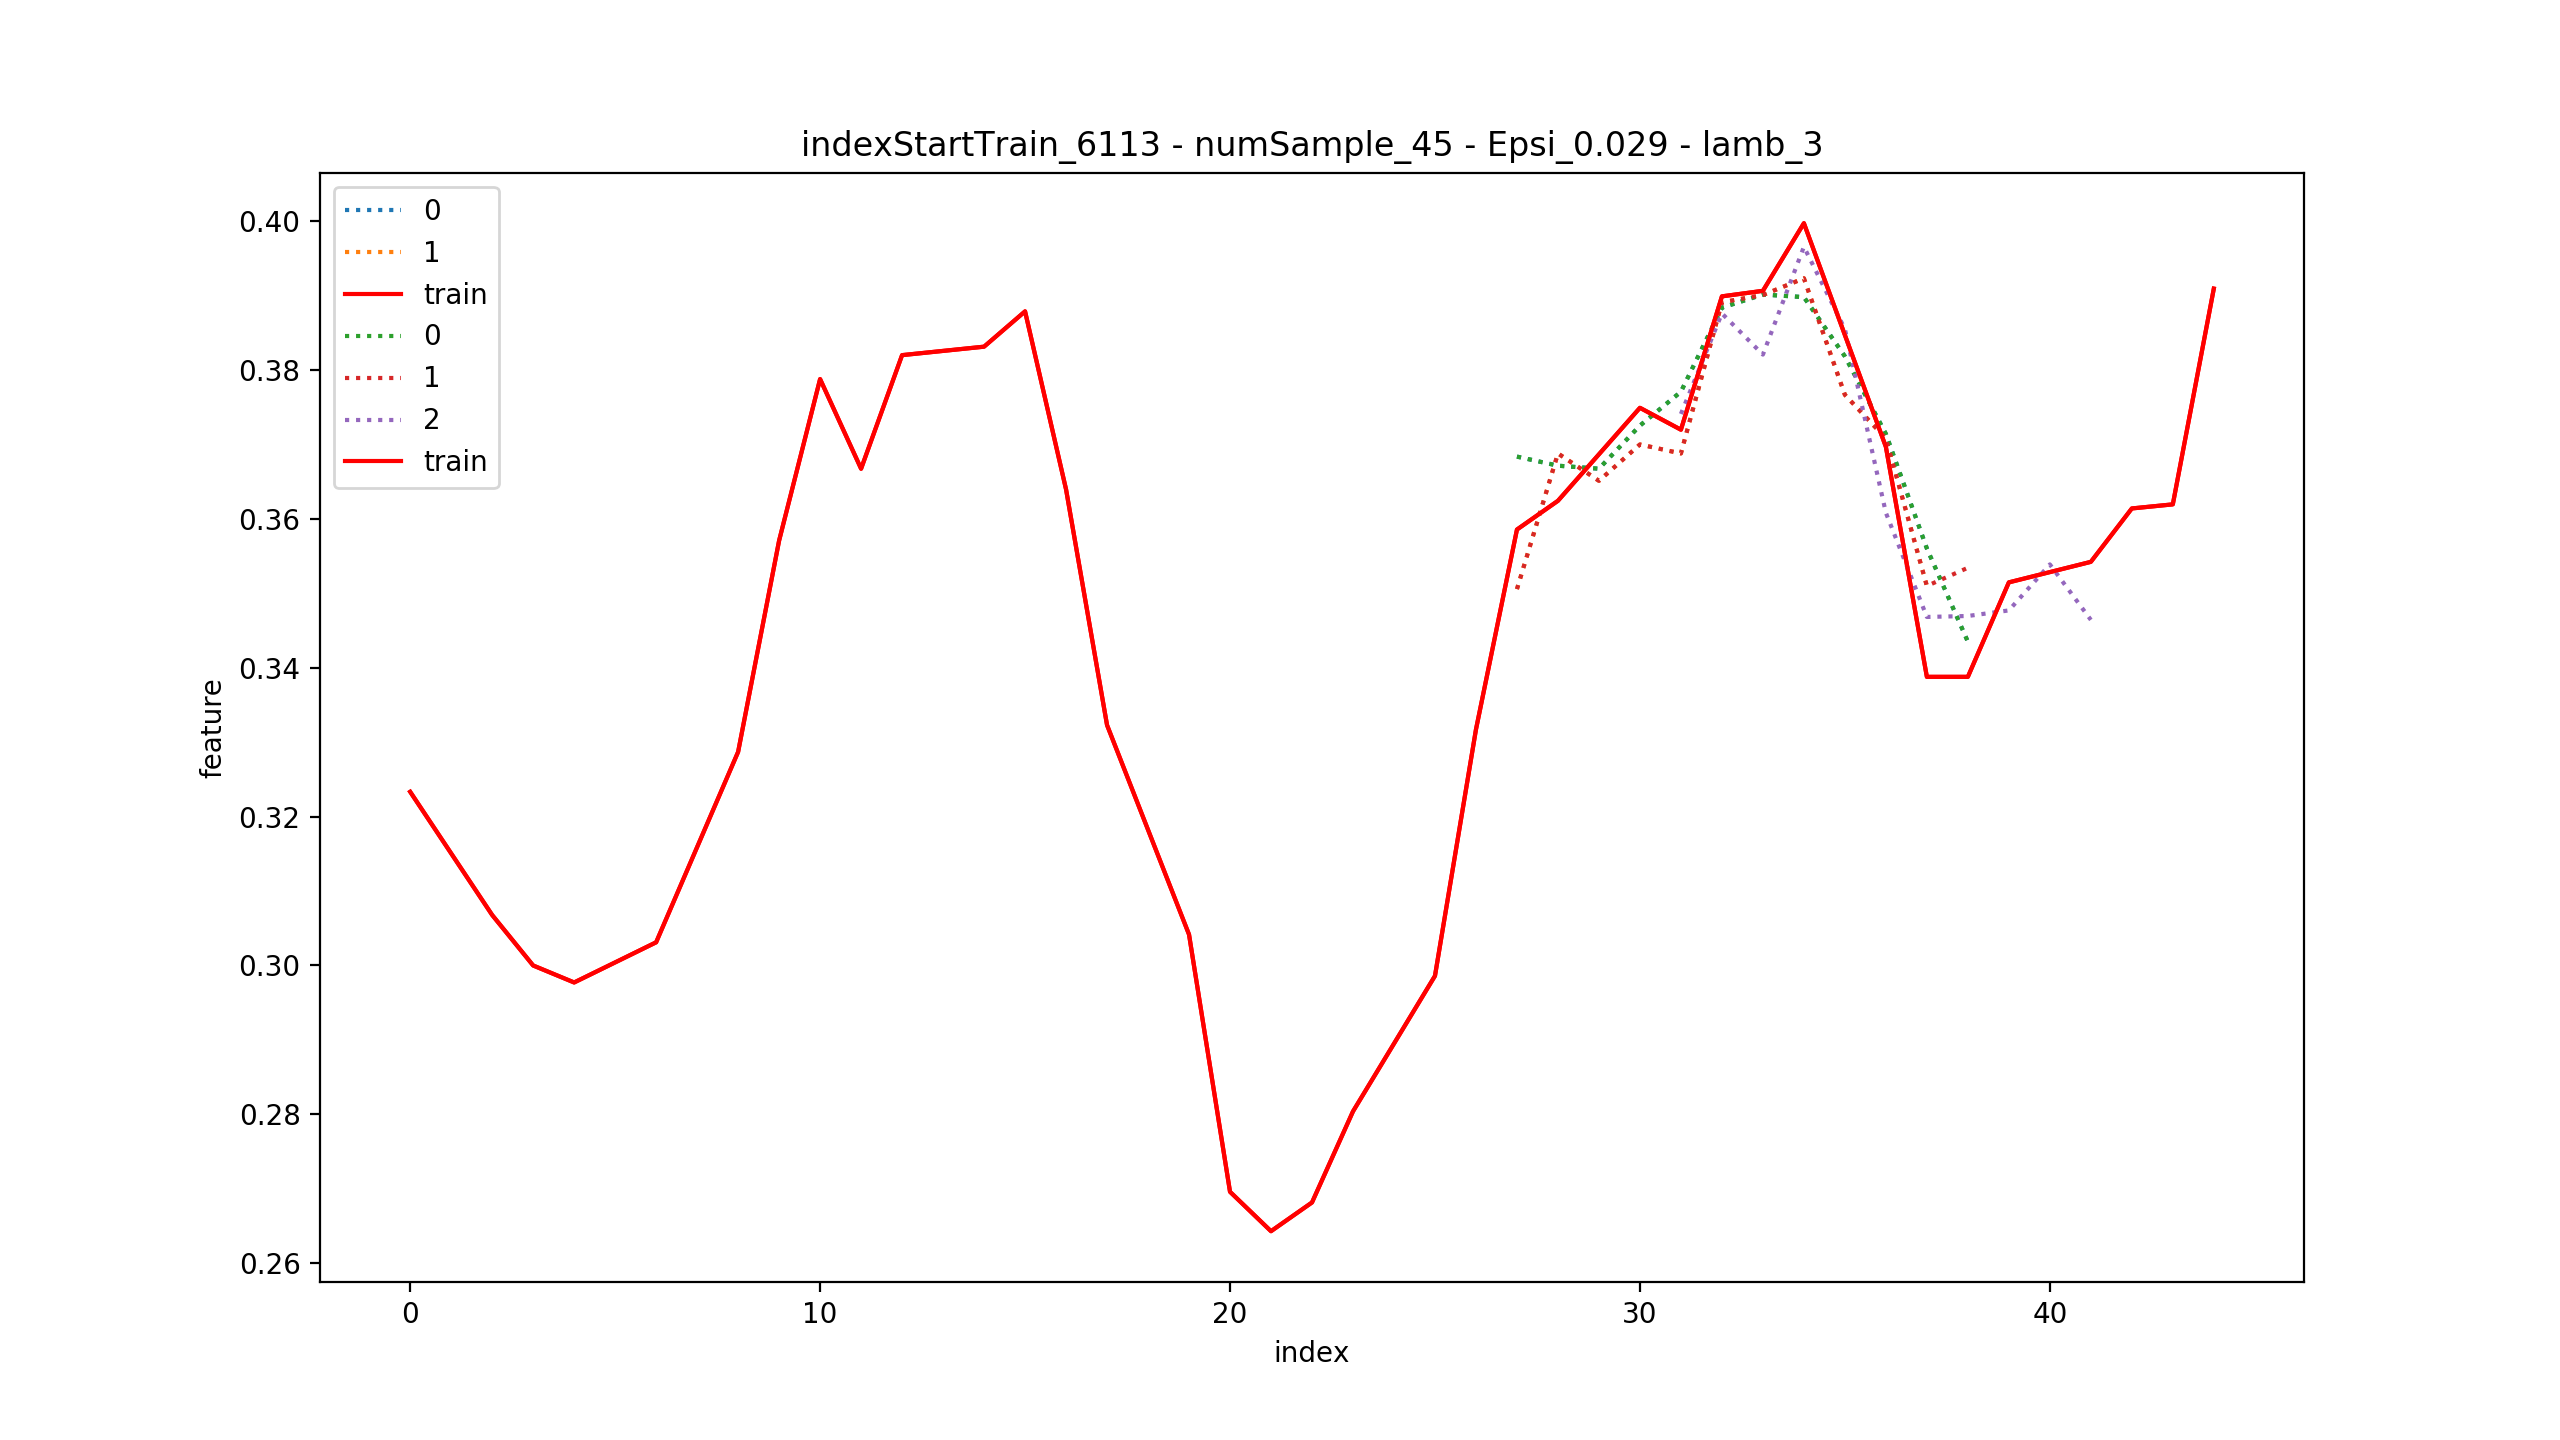 indexStartTrain_6113 - numSample_45 - Epsi_0.029 - lamb_3
0
1
train
0
1
2
train
0.40
0.38
0.36
0.34
0.32
0.30
0.28
0.26
feature
0 10 20 30 40
index